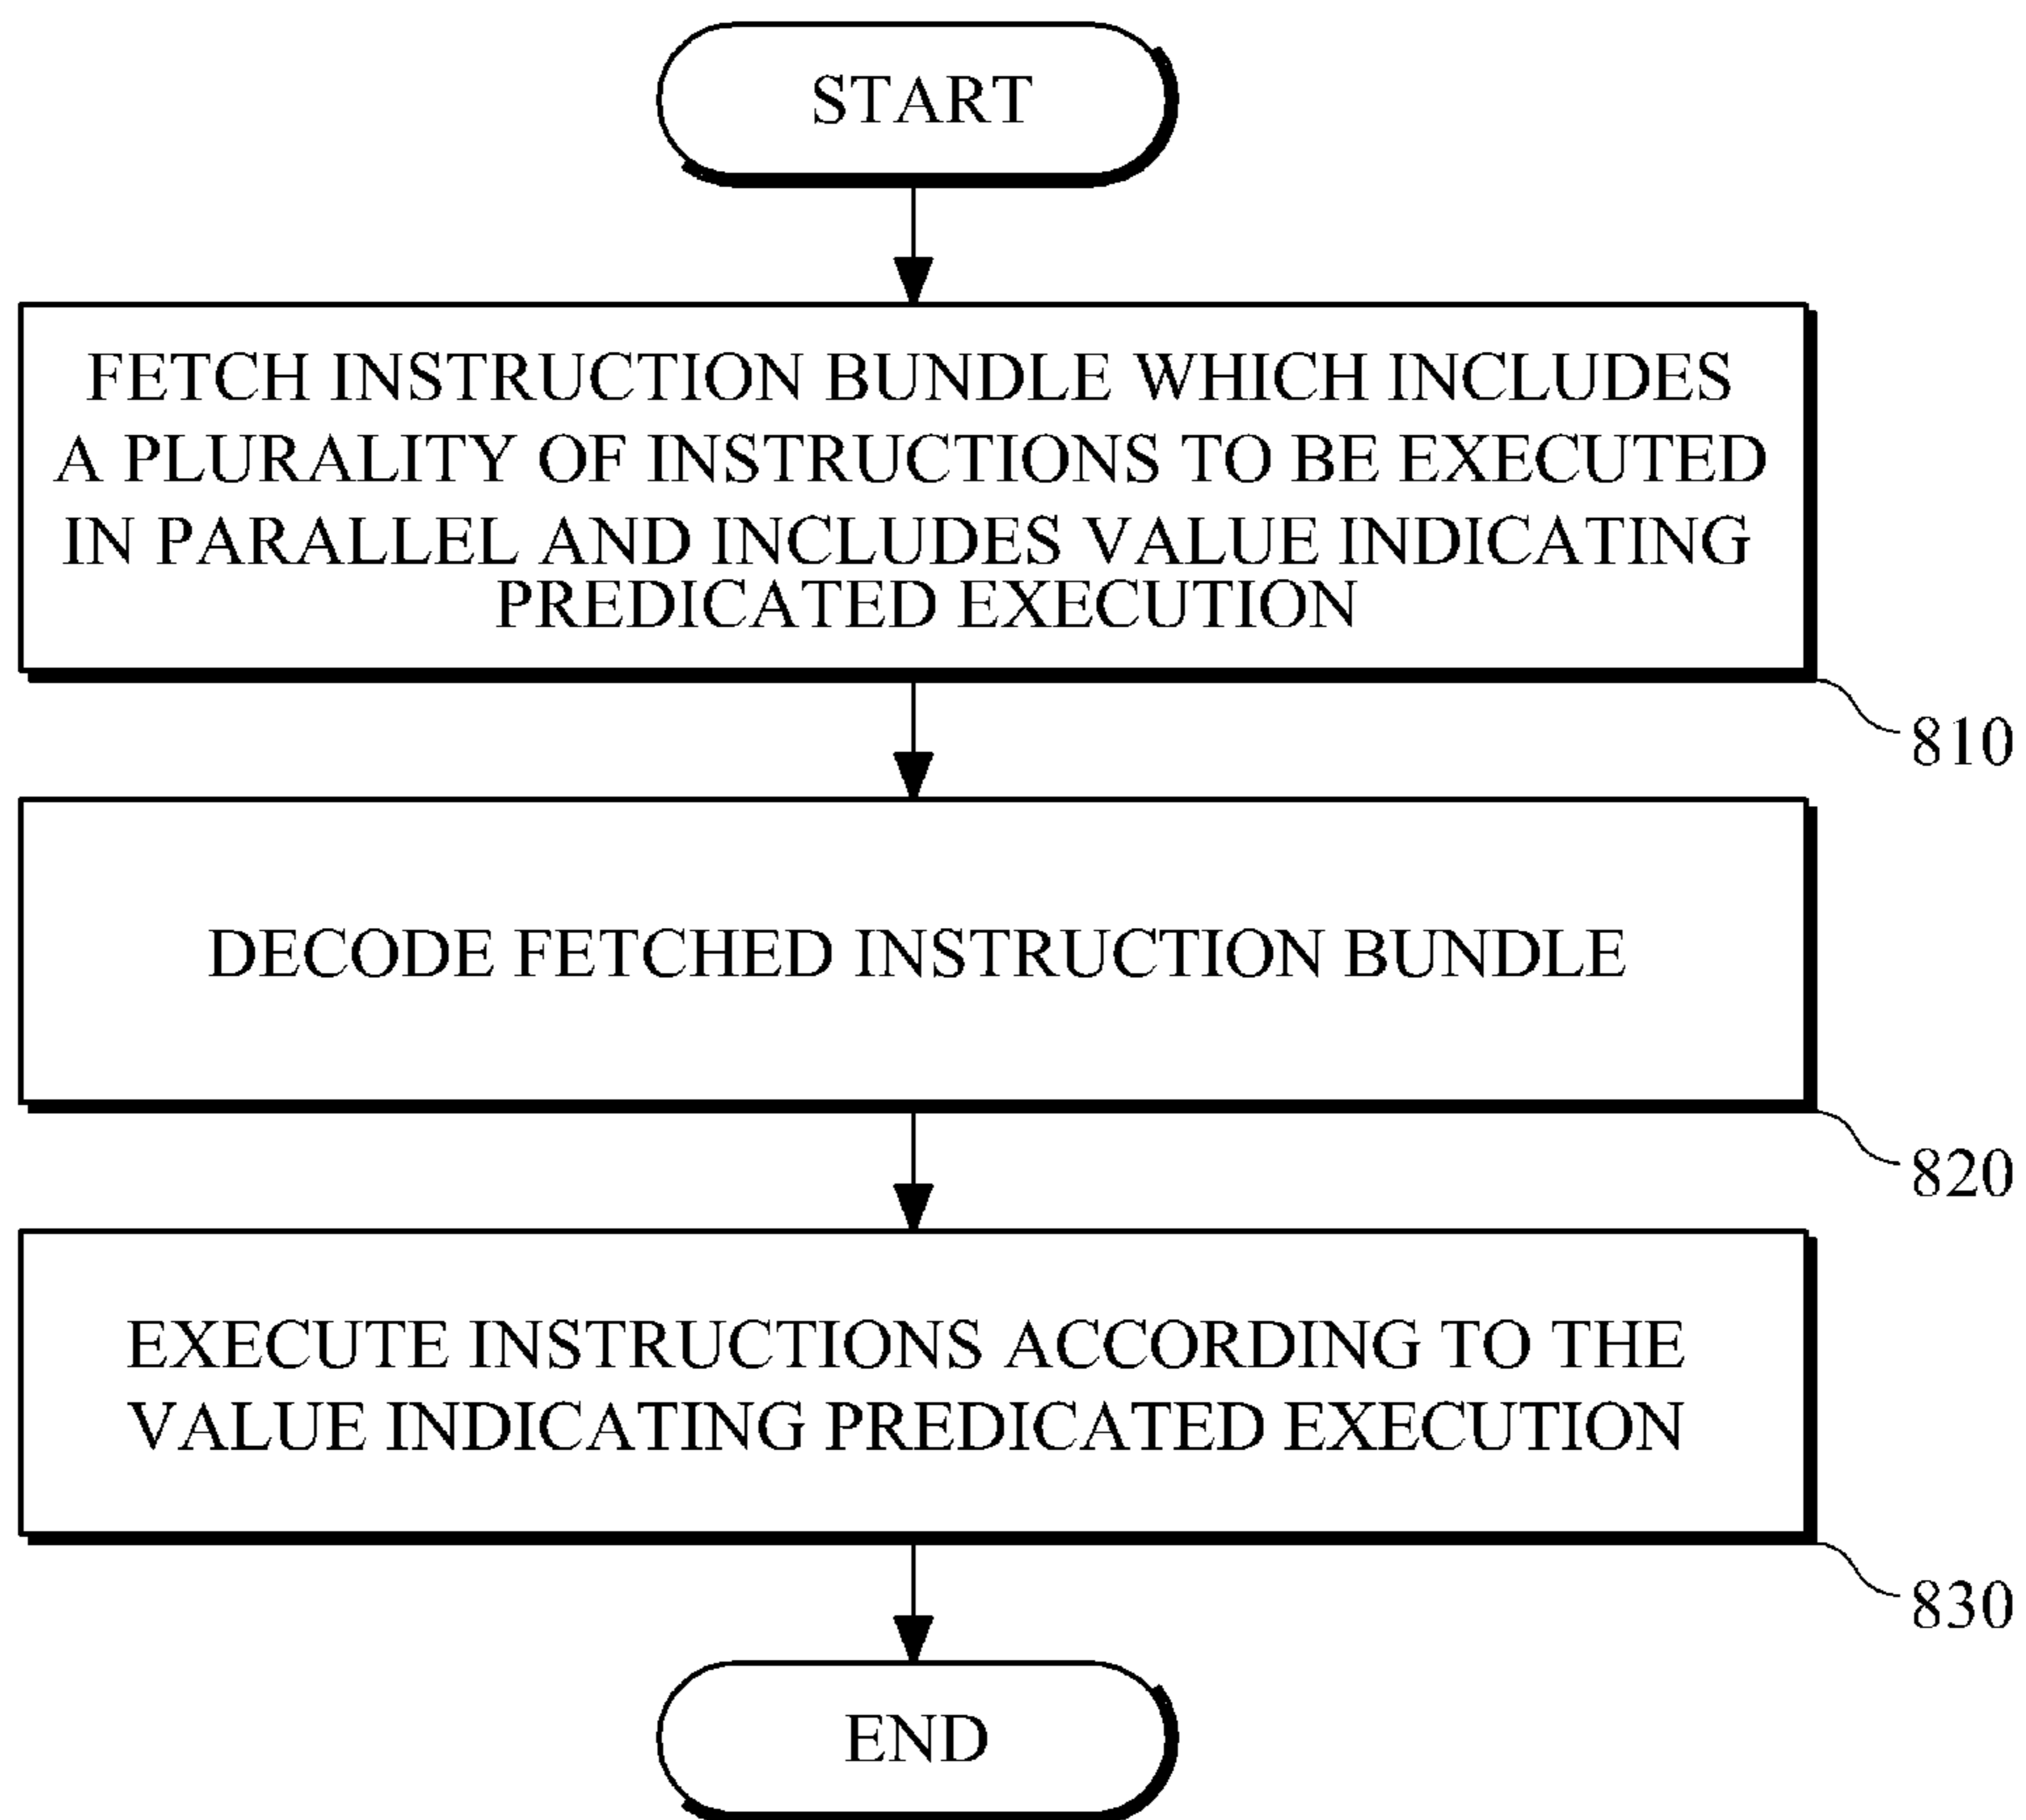 START
FETCH INSTRUCTION BUNDLE WHICH INCLUDES
A PLURALITY OF INSTRUCTIONS TO BE EXECUTED
IN PARALLEL AND INCLUDES VALUE INDICATING
PREDICATED EXECUTION
810
DECODE FETCHED INSTRUCTION BUNDLE
820
EXECUTE INSTRUCTIONS ACCORDING TO THE
VALUE INDICATING PREDICATED EXECUTION
830
END